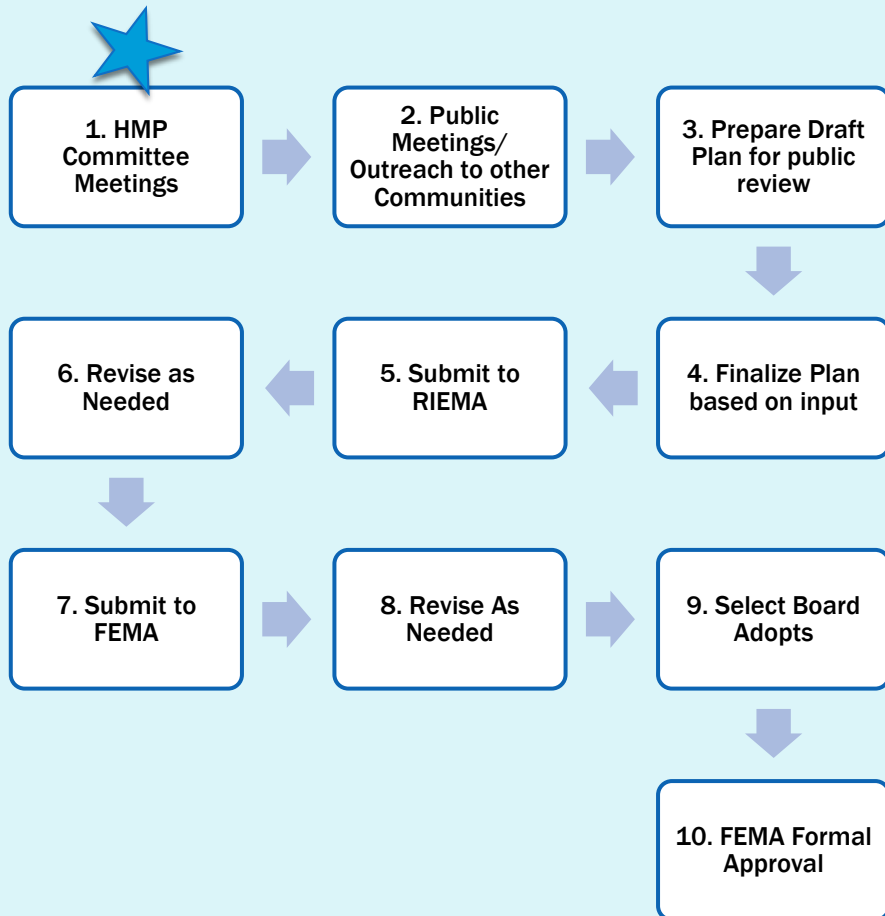 1. HMP
Committee
Meetings
2. Public
Meetings/
Outreach to other
Communities
3. Prepare Draft
Plan for public
review
4. Finalize Plan
based on input
5. Submit to
RIEMA
6. Revise as
Needed
7. Submit to
FEMA
8. Revise As
Needed
9. Select Board
Adopts
10. FEMA Formal
Approval